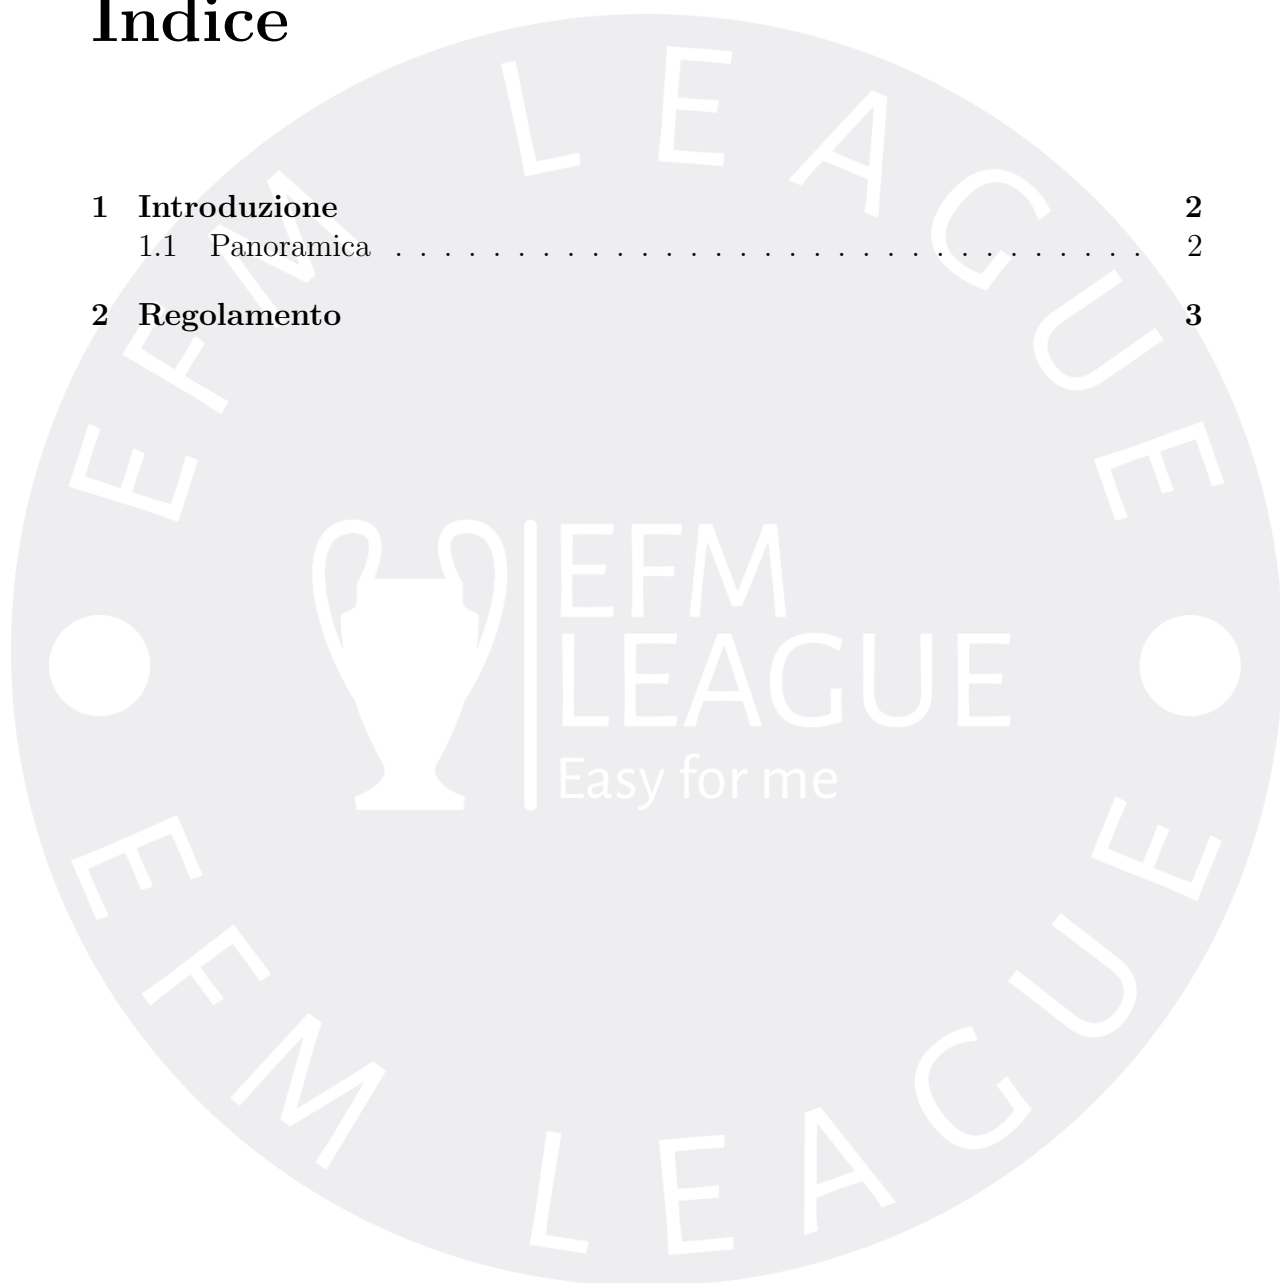 Indice
1 Introduzione 2
1.1 Panoramica . . . . . . . . . . . . . . . . . . . . . . . . . . . . . . . 2
2 Regolamento 3
EFM LEAGUE
EFM
LEAGUE
Easy for me
EFM LEAGUE